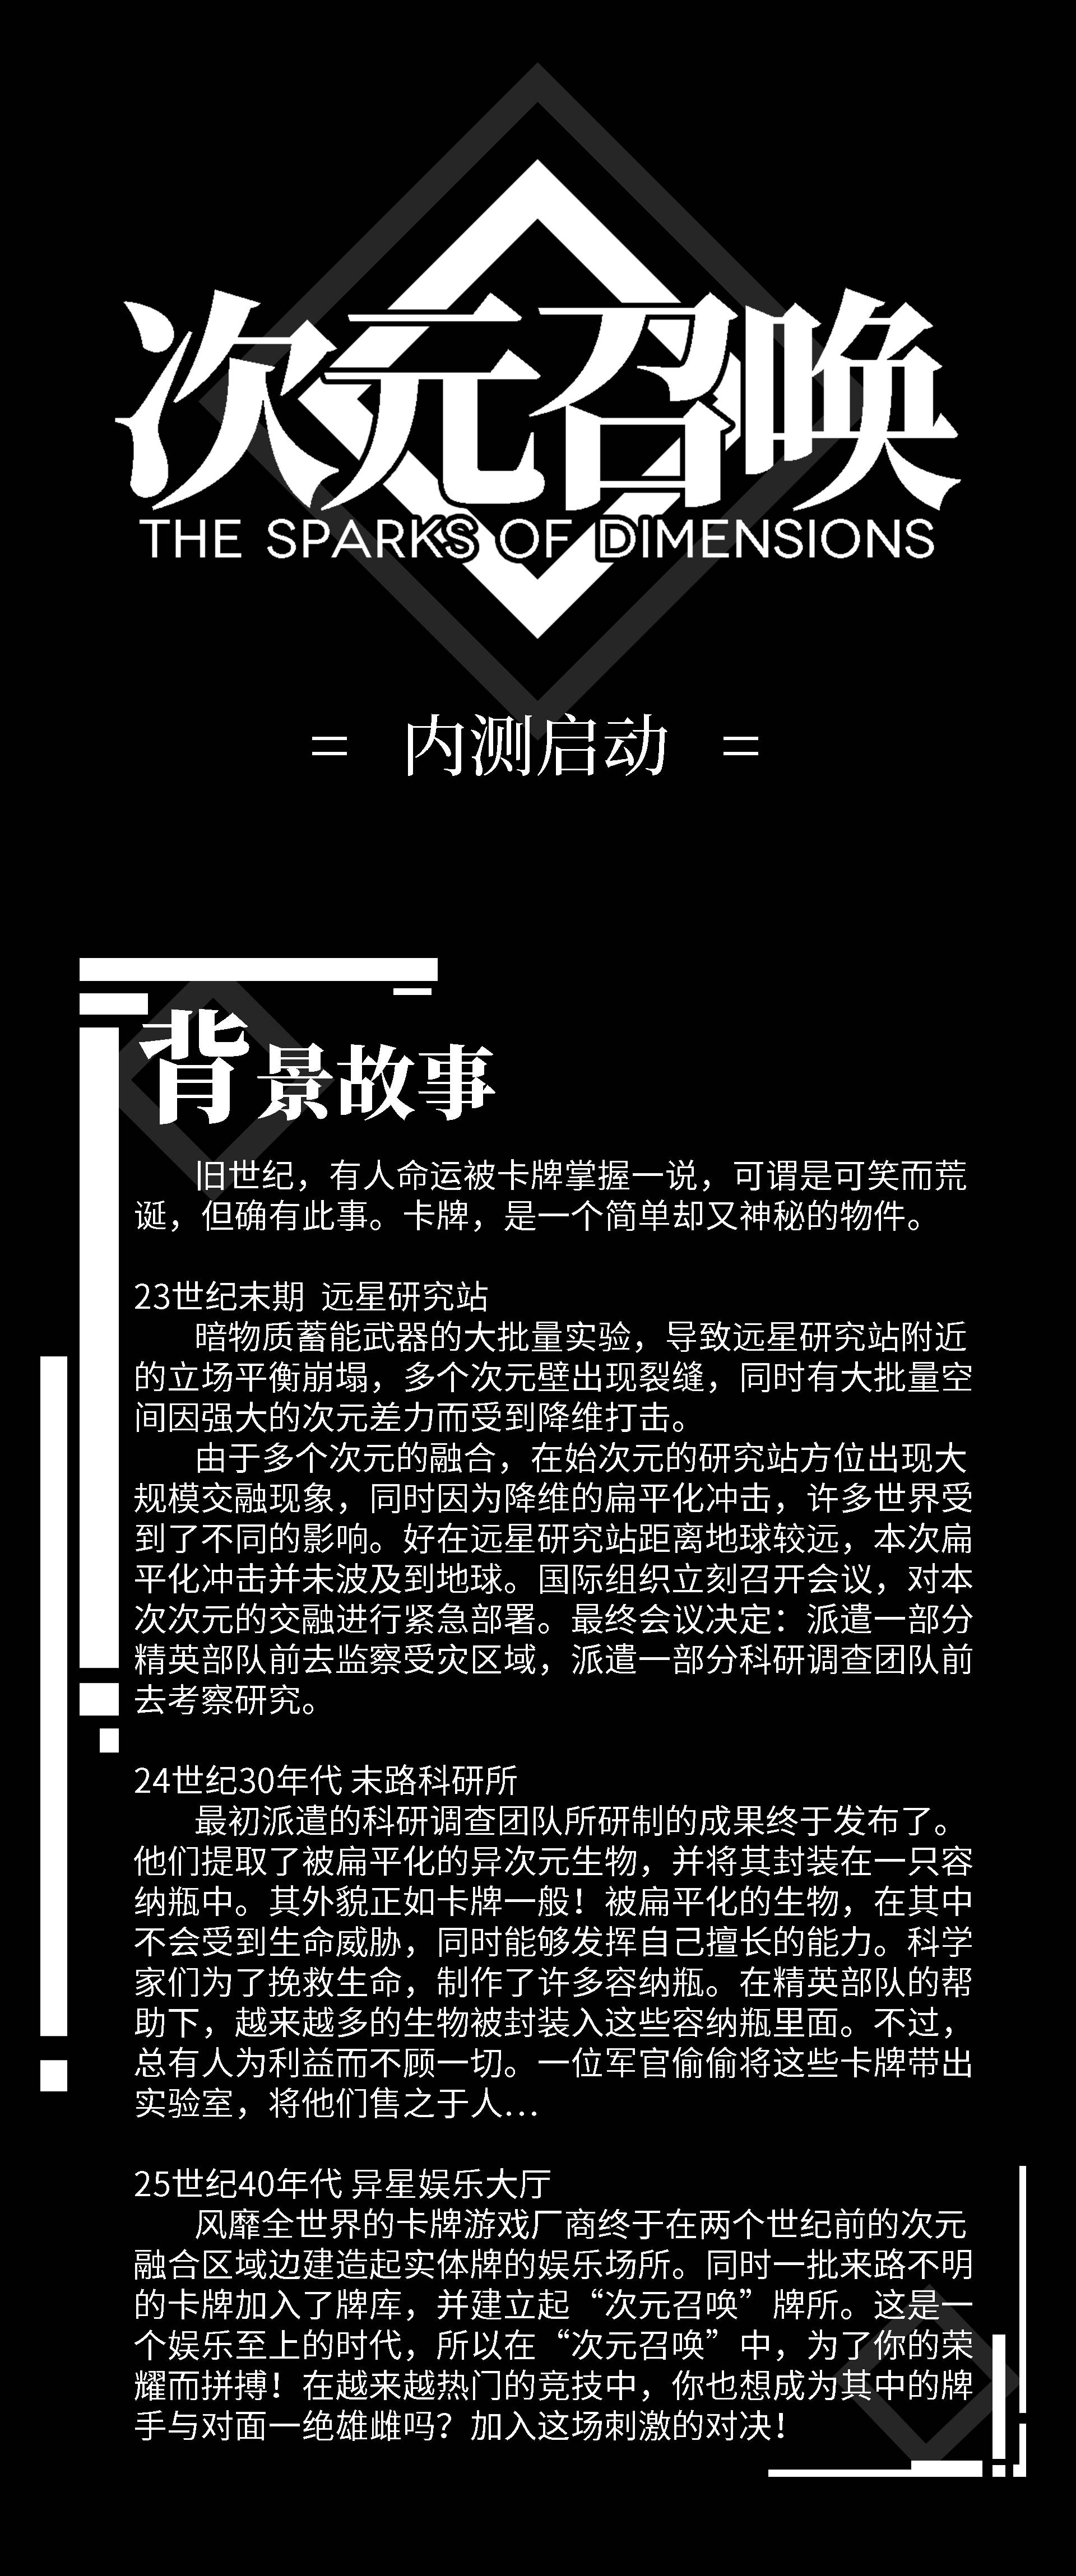 次元召唤
THE SPARKS OF DIMENSIONS
= 内测启动 =
背景故事
旧世纪，有人命运被卡牌掌握一说，可谓是可笑而荒
诞，但确有此事。卡牌，是一个简单却又神秘的物件。
23世纪末期 远星研究站
暗物质蓄能武器的大批量实验，导致远星研究站附近
的立场平衡崩塌，多个次元壁出现裂缝，同时有大批量空
间因强大的次元差力而受到降维打击。
由于多个次元的融合，在始次元的研究站方位出现大
规模交融现象，同时因为降维的扁平化冲击，许多世界受
到了不同的影响。好在远星研究站距离地球较远，本次扁
平化冲击并未波及到地球。国际组织立刻召开会议，对本
次次元的交融进行紧急部署。最终会议决定：派遣一部分
精英部队前去监察受灾区域，派遣一部分科研调查团队前
去考察研究。
24世纪30年代 末路科研所
最初派遣的科研调查团队所研制的成果终于发布了。
他们提取了被扁平化的异次元生物，并将其封装在一只容
纳瓶中。其外貌正如卡牌一般！被扁平化的生物，在其中
不会受到生命威胁，同时能够发挥自己擅长的能力。科学
家们为了挽救生命，制作了许多容纳瓶。在精英部队的帮
助下，越来越多的生物被封装入这些容纳瓶里面。不过，
总有人为利益而不顾一切。一位军官偷偷将这些卡牌带出
实验室，将他们售之于人...
25世纪40年代 异星娱乐大厅
风靡全世界的卡牌游戏厂商终于在两个世纪前的次元
融合区域边建造起实体牌的娱乐场所。同时一批来路不明
的卡牌加入了牌库，并建立起“次元召唤”牌所。这是一
个娱乐至上的时代，所以在“次元召唤”中，为了你的荣
耀而拼搏！在越来越热门的竞技中，你也想成为其中的牌
手与对面一绝雄雌吗？加入这场刺激的对决！